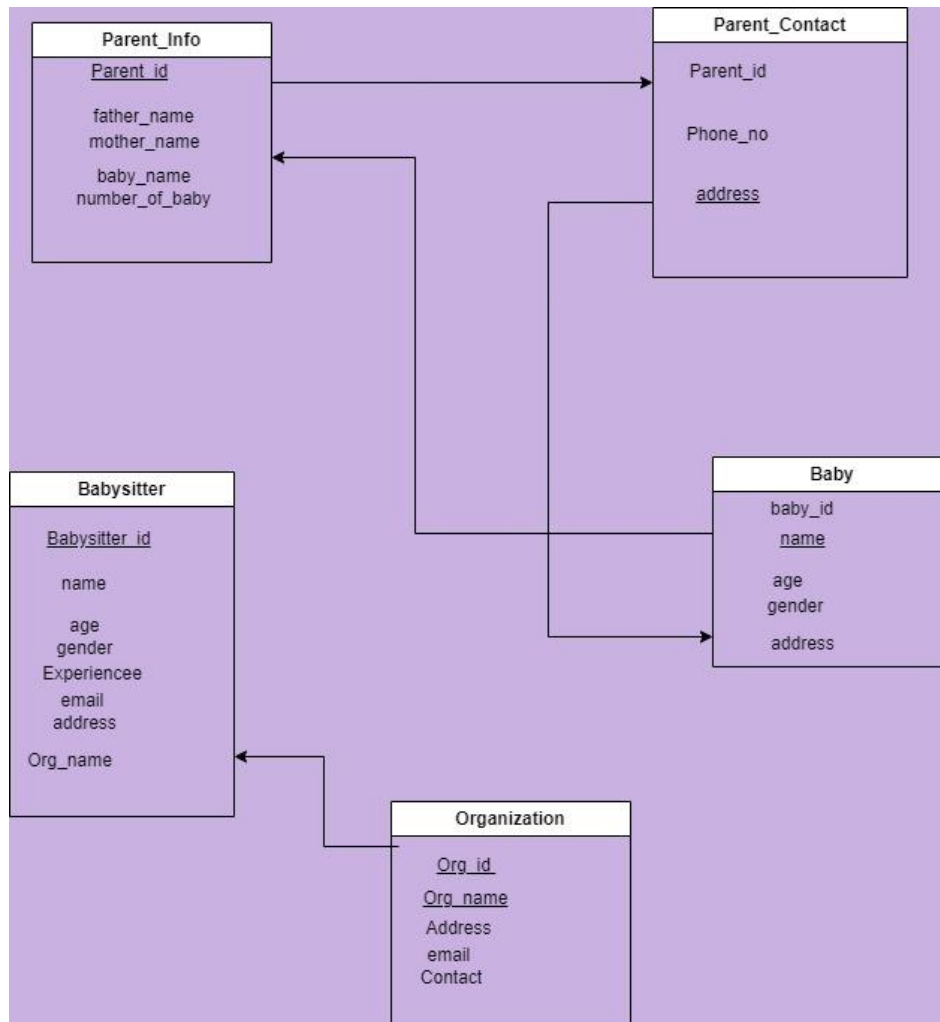 Parent_Info
Parent_id
father_name
mother_name
baby_name
number_of_baby
Parent_Contact
Parent_id
Phone_no
address
Babysitter
Babysitter_id
name
age
gender
Experiencee
email
address
Org_name
Baby
baby_id
name
age
gender
address
Organization
Org_id
Org_name
Address
email
Contact